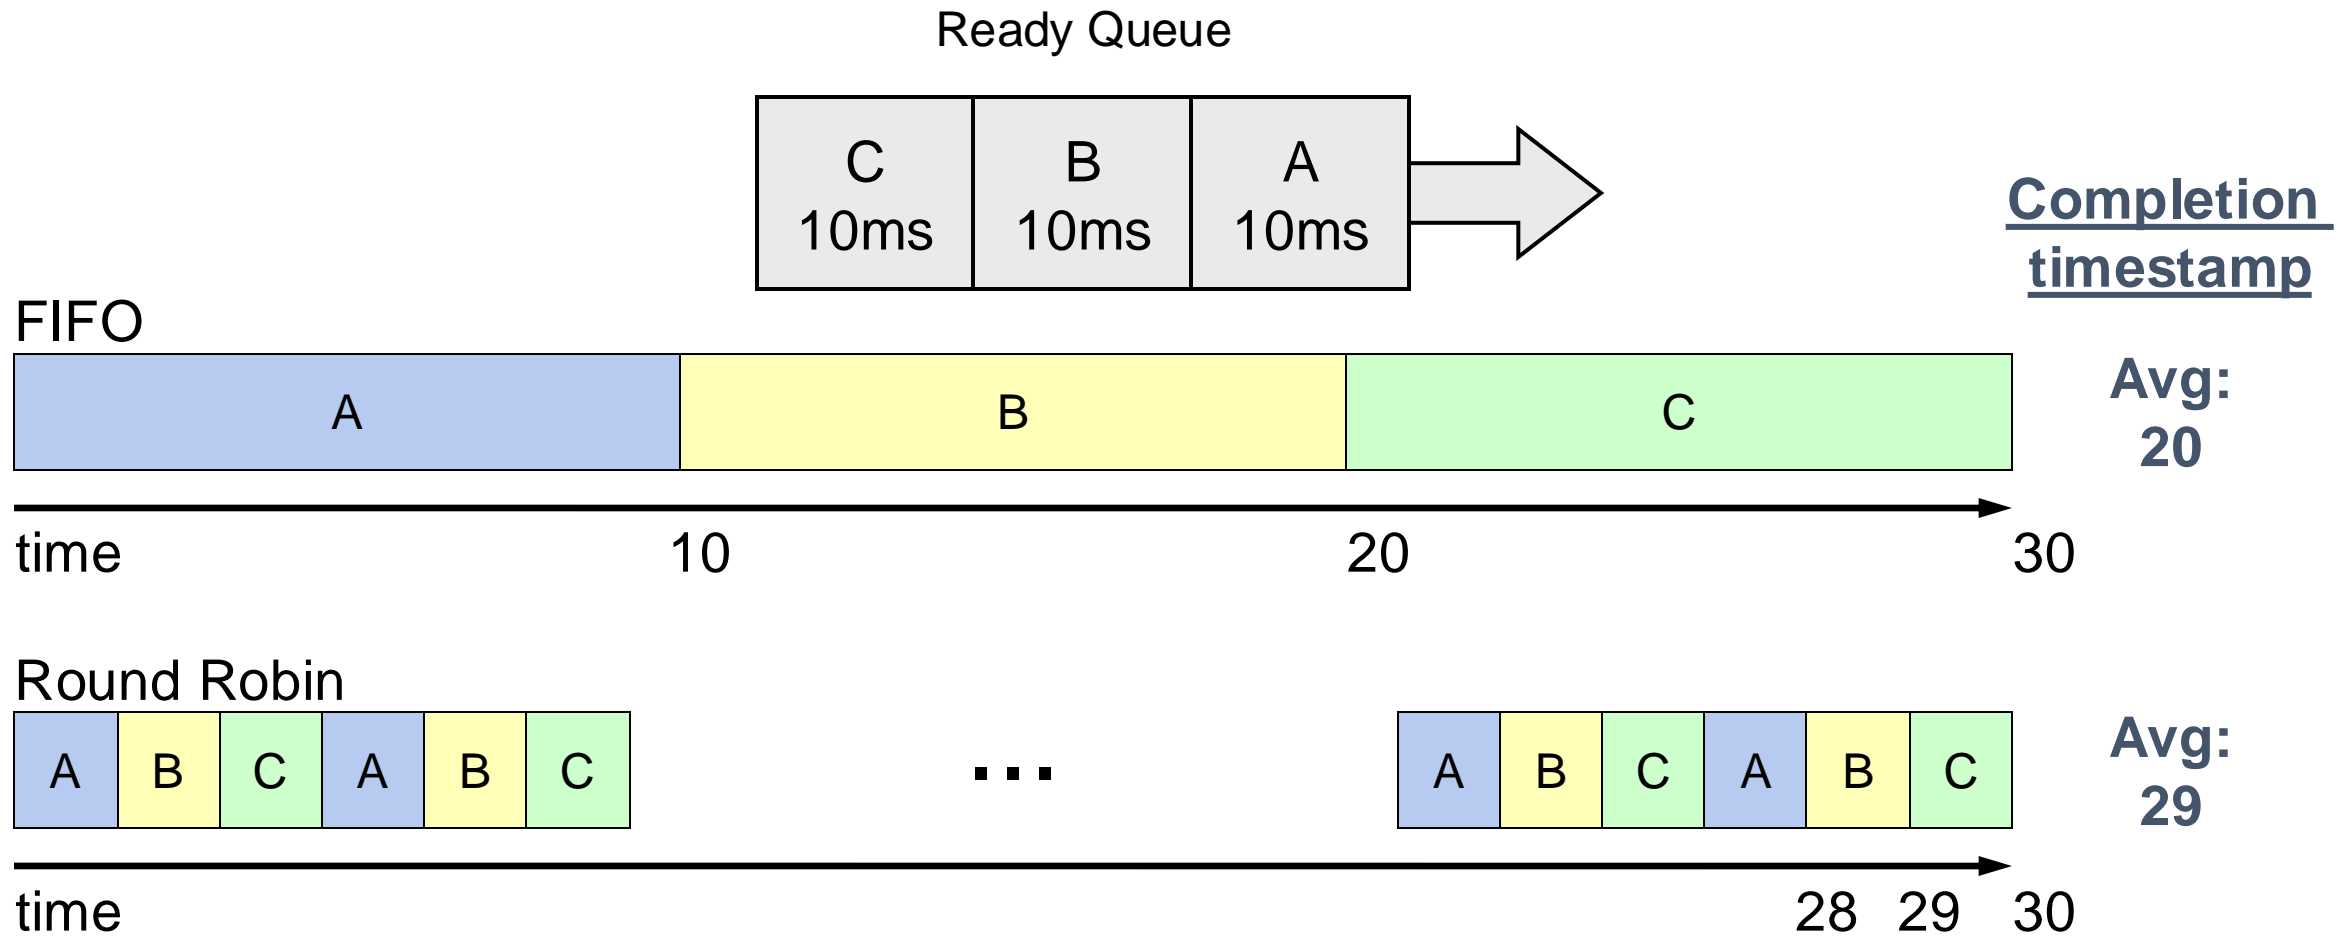 Ready Queue
C B A
10ms 10ms 10ms
Completion
timestamp
FIFO
A B C
Avg:
20
time 10 20 30
Round Robin
A B C A B C ... A B C A B C
Avg:
29
time 28 29 30